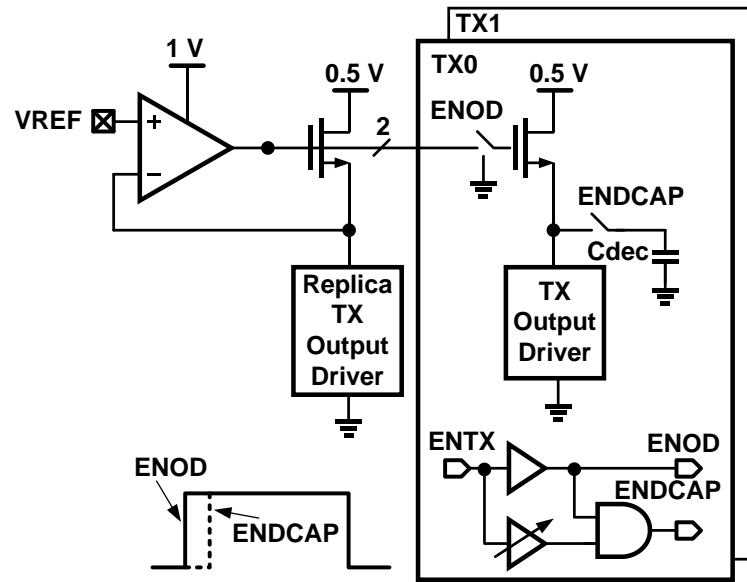 TX1
TX0
1 V
0.5 V
0.5 V
VREF
+
−
2
ENOD
ENDCAP
Cdec
Replica
TX
Output
Driver
TX
Output
Driver
ENTX
ENOD
ENDCAP
ENOD
ENDCAP